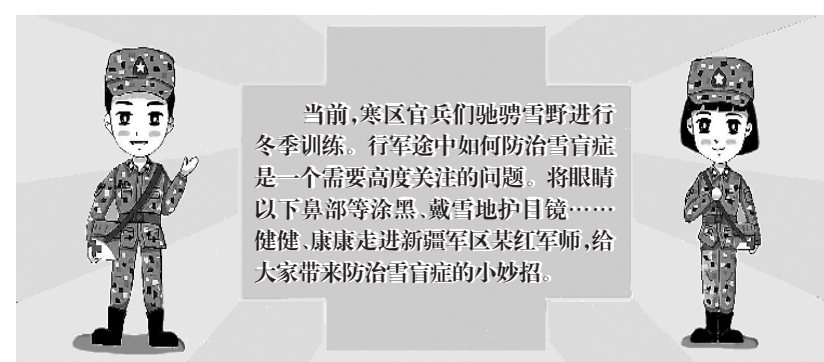 当前,寒区官兵们驰骋雪野进行
冬季训练。行军途中如何防治雪盲症
是一个需要高度关注的问题。将眼睛
以下鼻部等涂黑、戴雪地护目镜……
健健、康康走进新疆军区某红军师,给
大家带来防治雪盲症的小妙招。